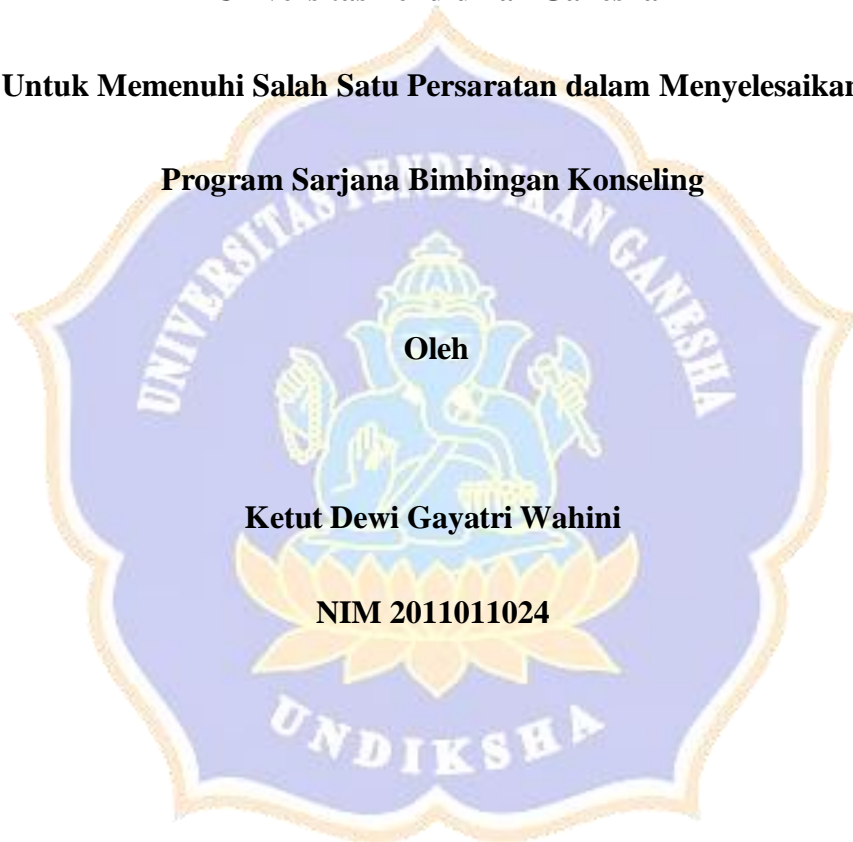 Untuk Memenuhi Salah Satu Persaratan dalam Menyelesaikan
Program Sarjana Bimbingan Konseling
UNIVERSITAS PENDIDIKAN GANESHA
Oleh
Ketut Dewi Gayatri Wahini
NIM 2011011024
UNDIKSHA